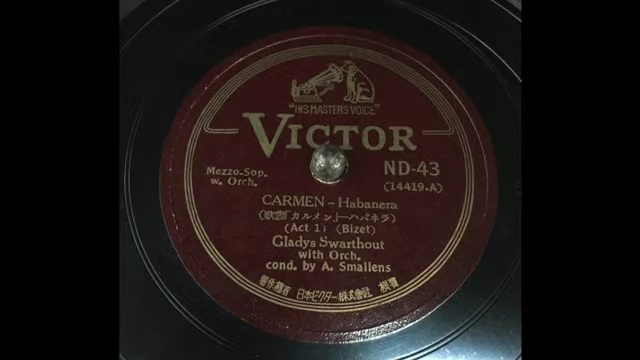 "HIS MASTERS VOICE"
VICTOR
Mezzo.Sop.
w. Orch.
ND-43
(14419-A)
CARMEN – Habanera
(歌劇「カルメン」—ハバネラ)
(Act 1) (Bizet)
Gladys Swarthout
with Orch.
cond. by A. Smallens
日本ビクター株式會社